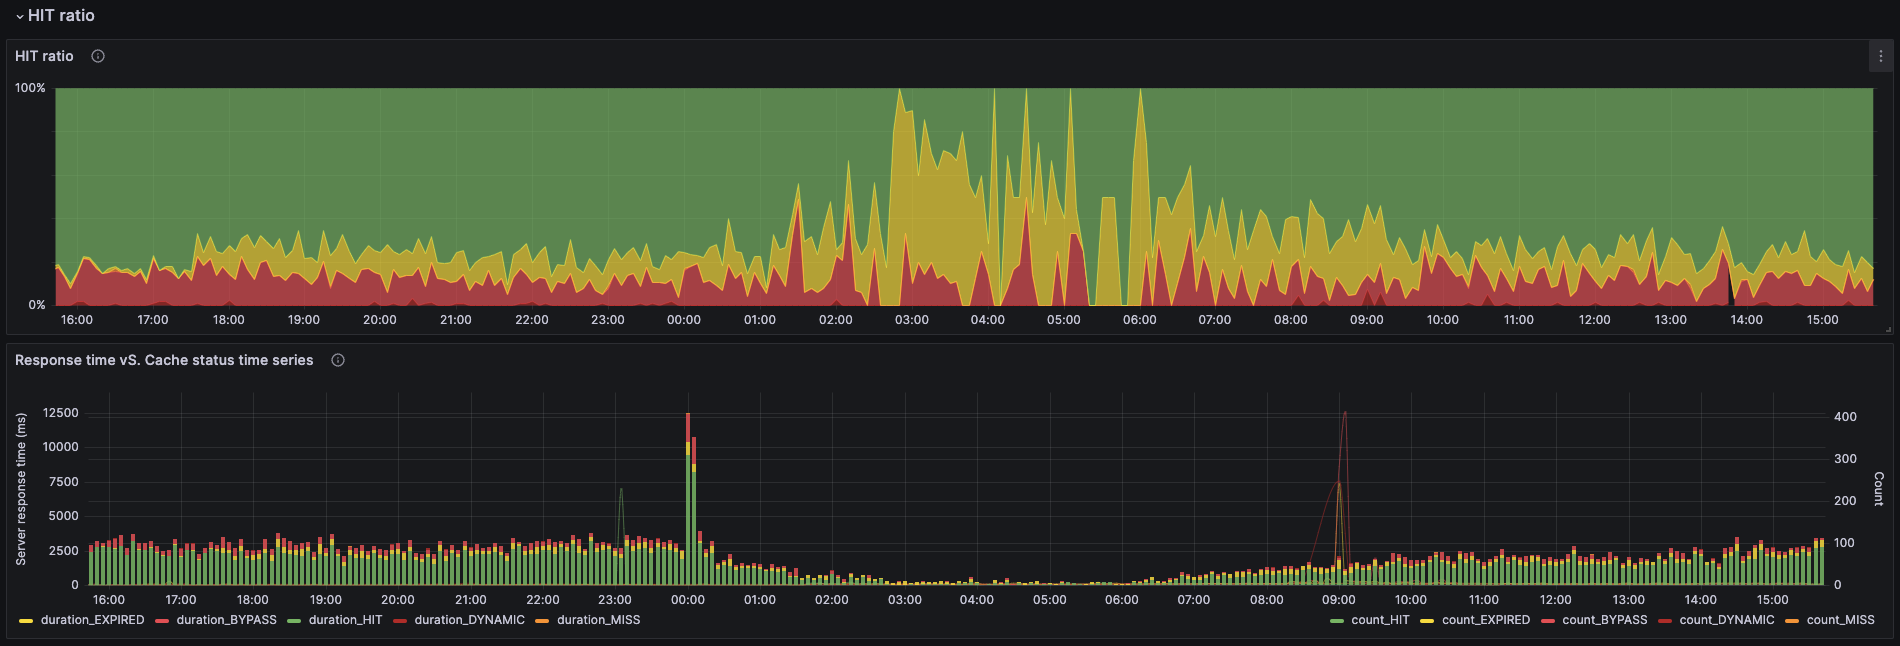 HIT ratio
HIT ratio
100%
0%
16:00 17:00 18:00 19:00 20:00 21:00 22:00 23:00 00:00 01:00 02:00 03:00 04:00 05:00 06:00 07:00 08:00 09:00 10:00 11:00 12:00 13:00 14:00 15:00
Response time vS. Cache status time series
Server response time (ms)
12500
10000
7500
5000
2500
0
400
300
200
100
0
Count
16:00 17:00 18:00 19:00 20:00 21:00 22:00 23:00 00:00 01:00 02:00 03:00 04:00 05:00 06:00 07:00 08:00 09:00 10:00 11:00 12:00 13:00 14:00 15:00
duration_EXPIRED duration_BYPASS duration_HIT duration_DYNAMIC duration_MISS count_HIT count_EXPIRED count_BYPASS count_DYNAMIC count_MISS